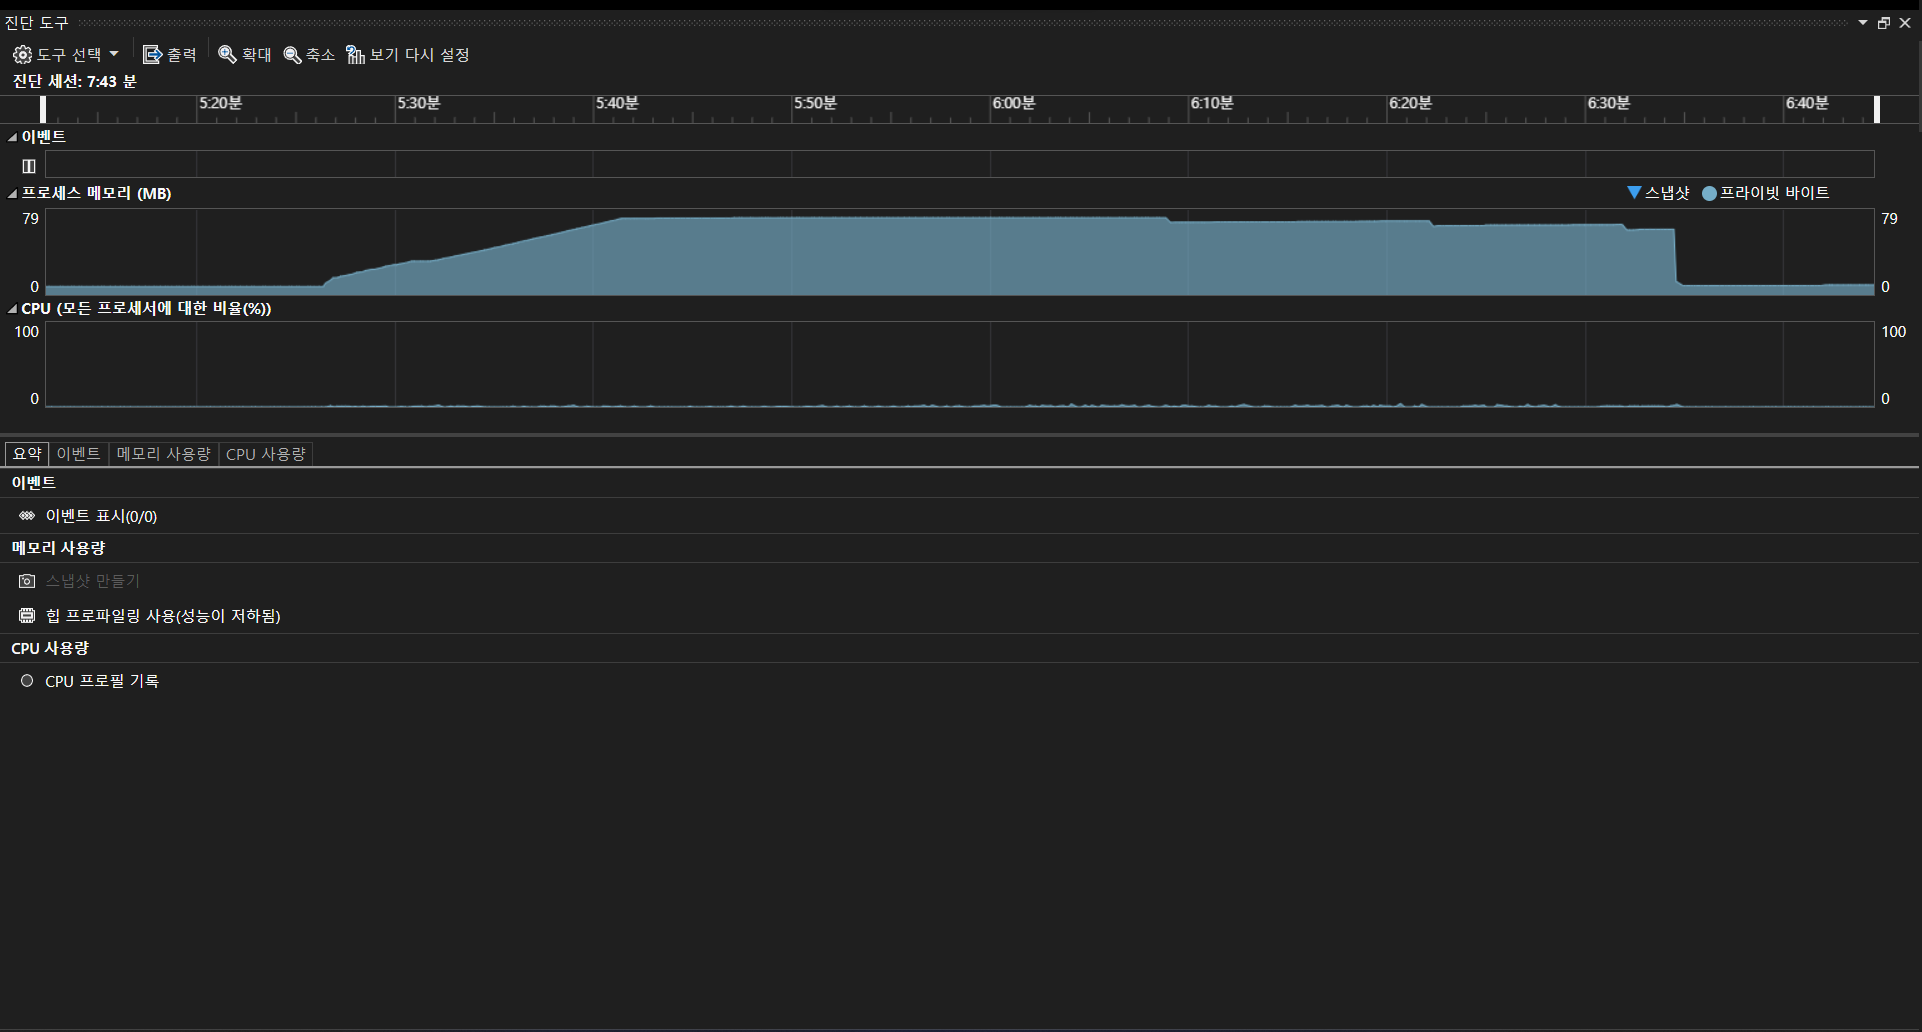 진단 도구
도구 선택 출력 확대 축소 보기 다시 설정
진단 세션: 7:43 분
5:20분 5:30분 5:40분 5:50분 6:00분 6:10분 6:20분 6:30분 6:40분
이벤트
프로세스 메모리 (MB) 스냅샷 프라이빗 바이트
79 79
0 0
CPU (모든 프로세서에 대한 비율(%))
100 100
0 0
요약 이벤트 메모리 사용량 CPU 사용량
이벤트
이벤트 표시(0/0)
메모리 사용량
스냅샷 만들기
힙 프로파일링 사용(성능이 저하됨)
CPU 사용량
CPU 프로필 기록